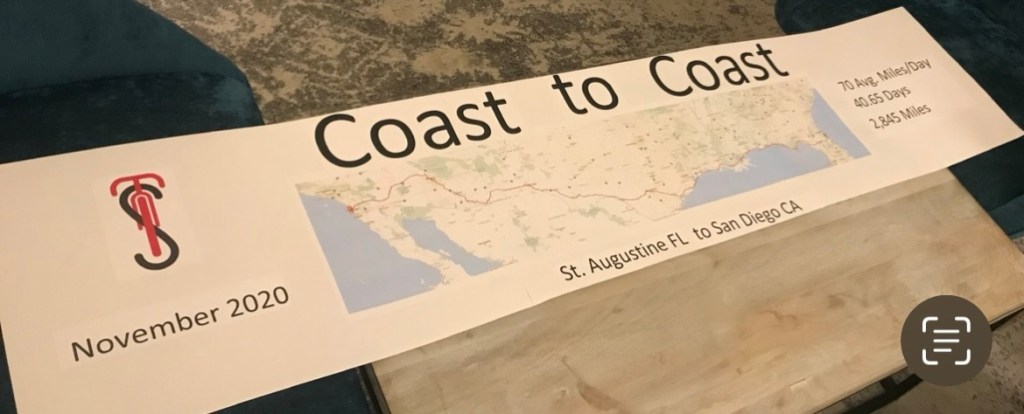 Coast to Coast
70 Avg. Miles/Day
40.65 Days
2,845 Miles
St. Augustine FL to San Diego CA
November 2020